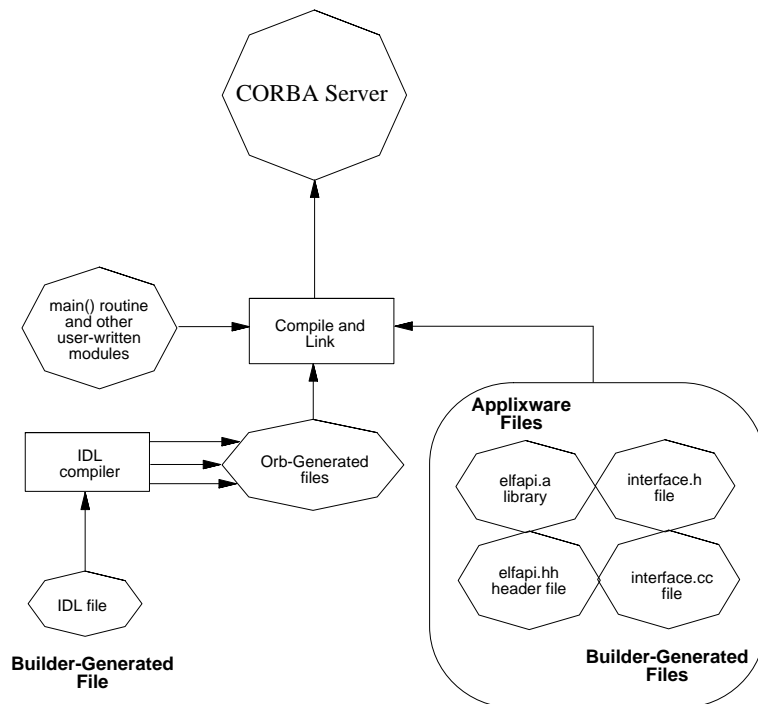 CORBA Server
main() routine
and other
user-written
modules
Compile and
Link
Applixware
Files
IDL
compiler
Orb-Generated
files
elfapi.a
library
interface.h
file
elfapi.hh
header file
interface.cc
file
IDL file
Builder-Generated
File
Builder-Generated
Files